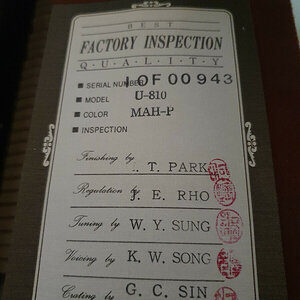 BEST
FACTORY INSPECTION
QUALITY
■ SERIAL NUMBER IOF00943
■ MODEL U-810
■ COLOR MAH-P
■ INSPECTION
Finishing by . T. PARK
Regulation by J. E. RHO
Tuning by W. Y. SUNG
Voicing by K. W. SONG
Crating by G. C. SIN